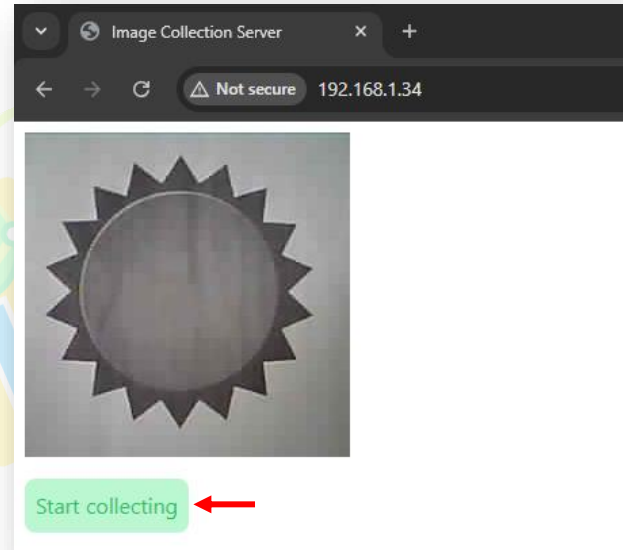 Image Collection Server
Not secure 192.168.1.34
Start collecting